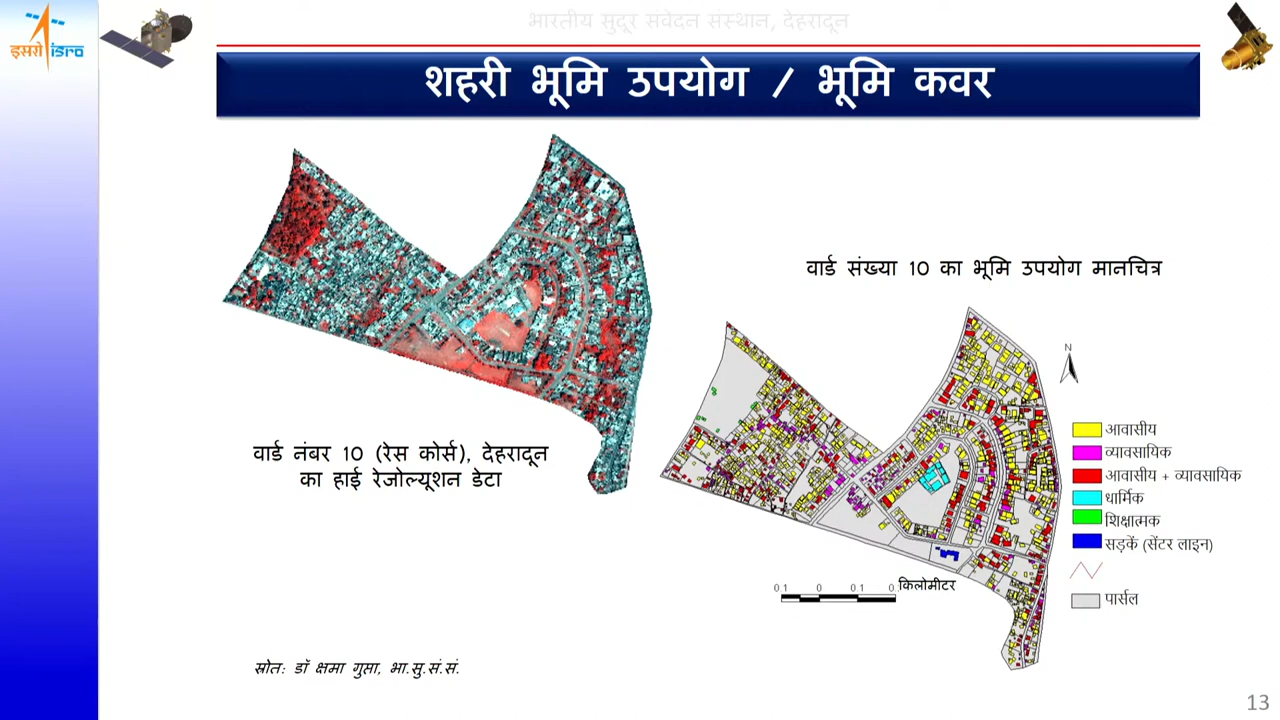 भारतीय सुदूर संवेदन संस्थान, देहरादून
इसरो isro
शहरी भूमि उपयोग / भूमि कवर
वार्ड संख्या 10 का भूमि उपयोग मानचित्र
N
वार्ड नंबर 10 (रेस कोर्स), देहरादून
का हाई रेजोल्यूशन डेटा
आवासीय
व्यावसायिक
आवासीय + व्यावसायिक
धार्मिक
शिक्षात्मक
सड़कें (सेंटर लाइन)
पार्सल
0.1 0 0.1 0. किलोमीटर
स्रोत: डॉ क्षमा गुप्ता, भा.सु.सं.सं.
13